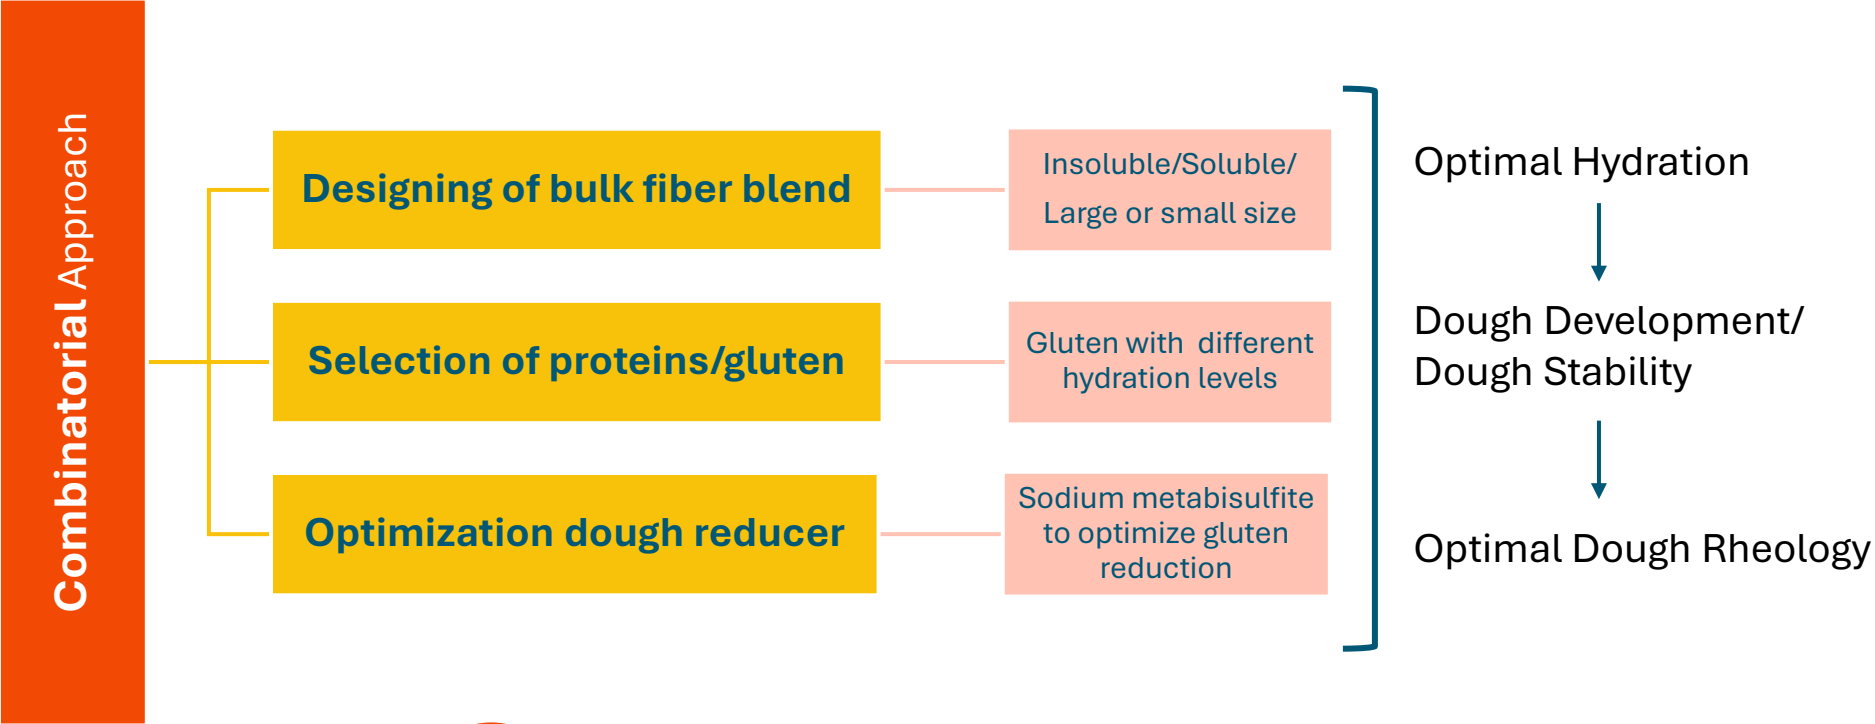 Combinatorial Approach
Designing of bulk fiber blend
Insoluble/Soluble/
Large or small size
Selection of proteins/gluten
Gluten with different
hydration levels
Optimization dough reducer
Sodium metabisulfite
to optimize gluten
reduction
Optimal Hydration
Dough Development/
Dough Stability
Optimal Dough Rheology